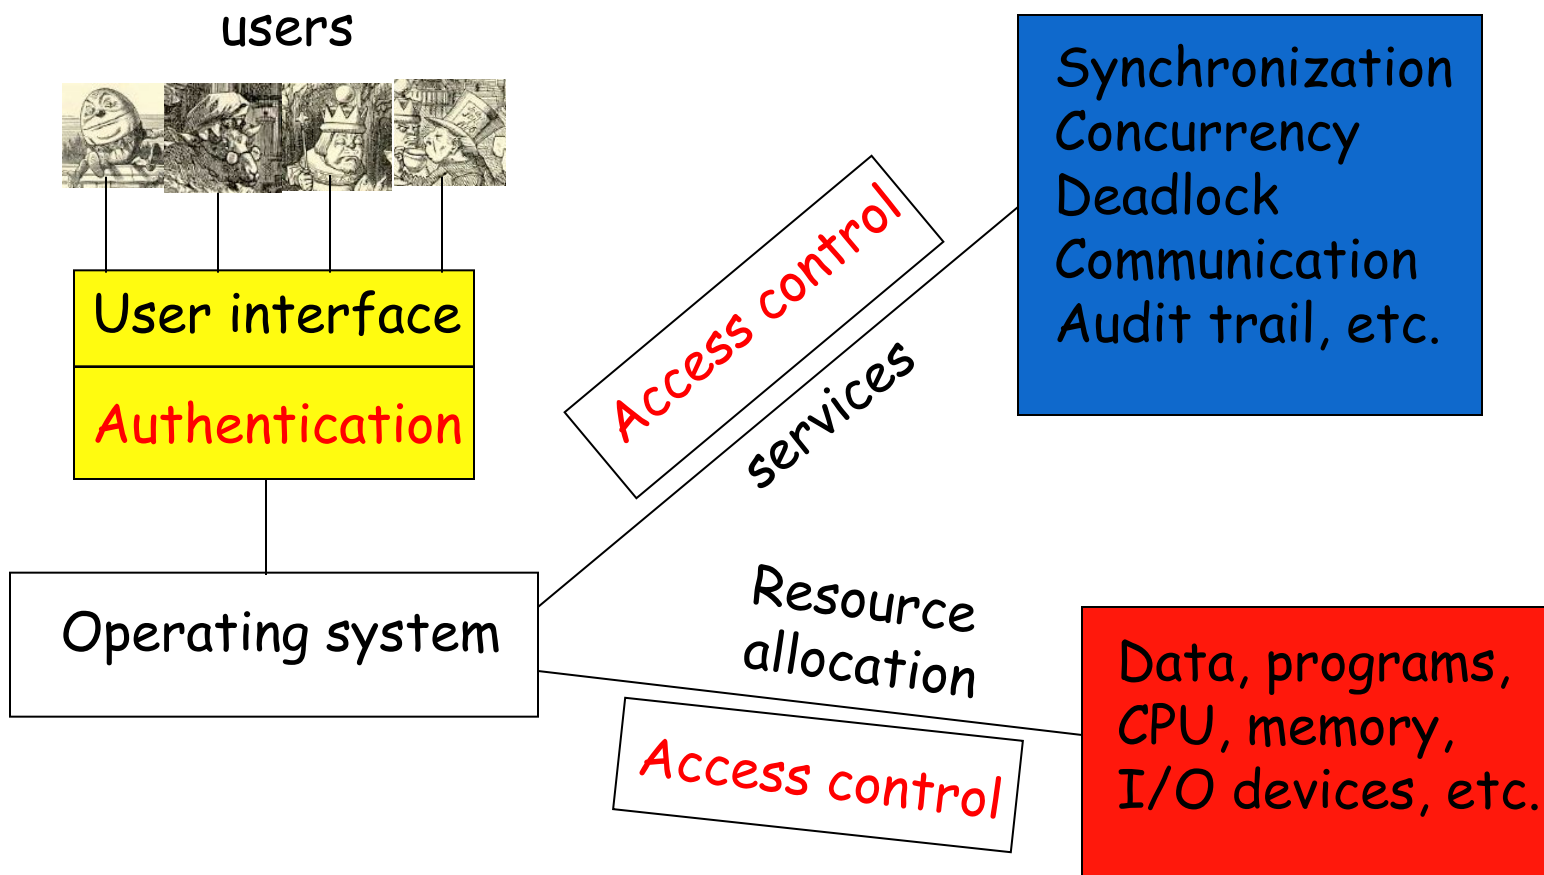 users
User interface
Authentication
Operating system
Access control
services
Synchronization
Concurrency
Deadlock
Communication
Audit trail, etc.
Resource
allocation
Access control
Data, programs,
CPU, memory,
I/O devices, etc.